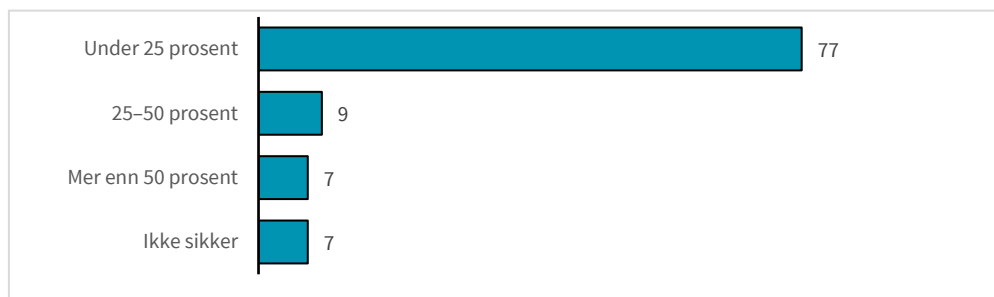 Under 25 prosent 77
25–50 prosent 9
Mer enn 50 prosent 7
Ikke sikker 7